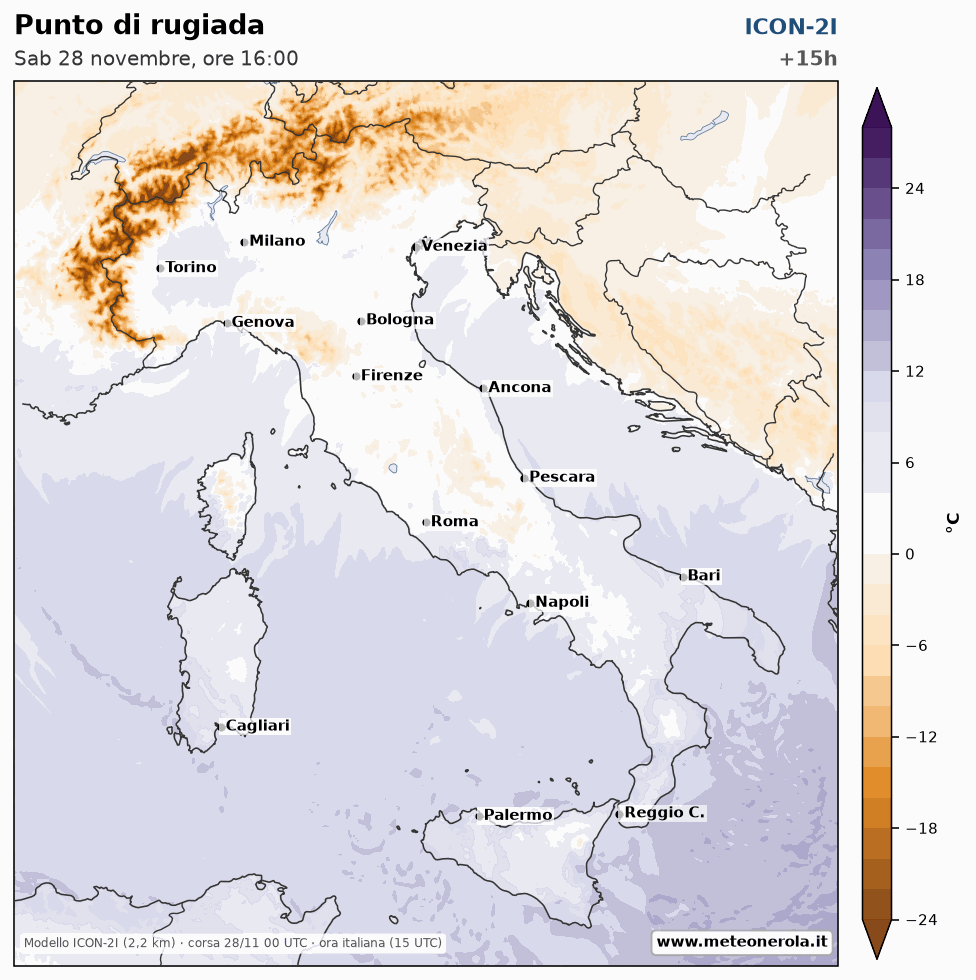 Punto di rugiada
ICON-2I
Sab 28 novembre, ore 16:00
+15h
Milano
Venezia
Torino
Genova
Bologna
Firenze
Ancona
Pescara
Roma
Bari
Napoli
Cagliari
Palermo
Reggio C.
24
18
12
6
0
−6
−12
−18
−24
°C
Modello ICON-2I (2,2 km) · corsa 28/11 00 UTC · ora italiana (15 UTC)
www.meteonerola.it